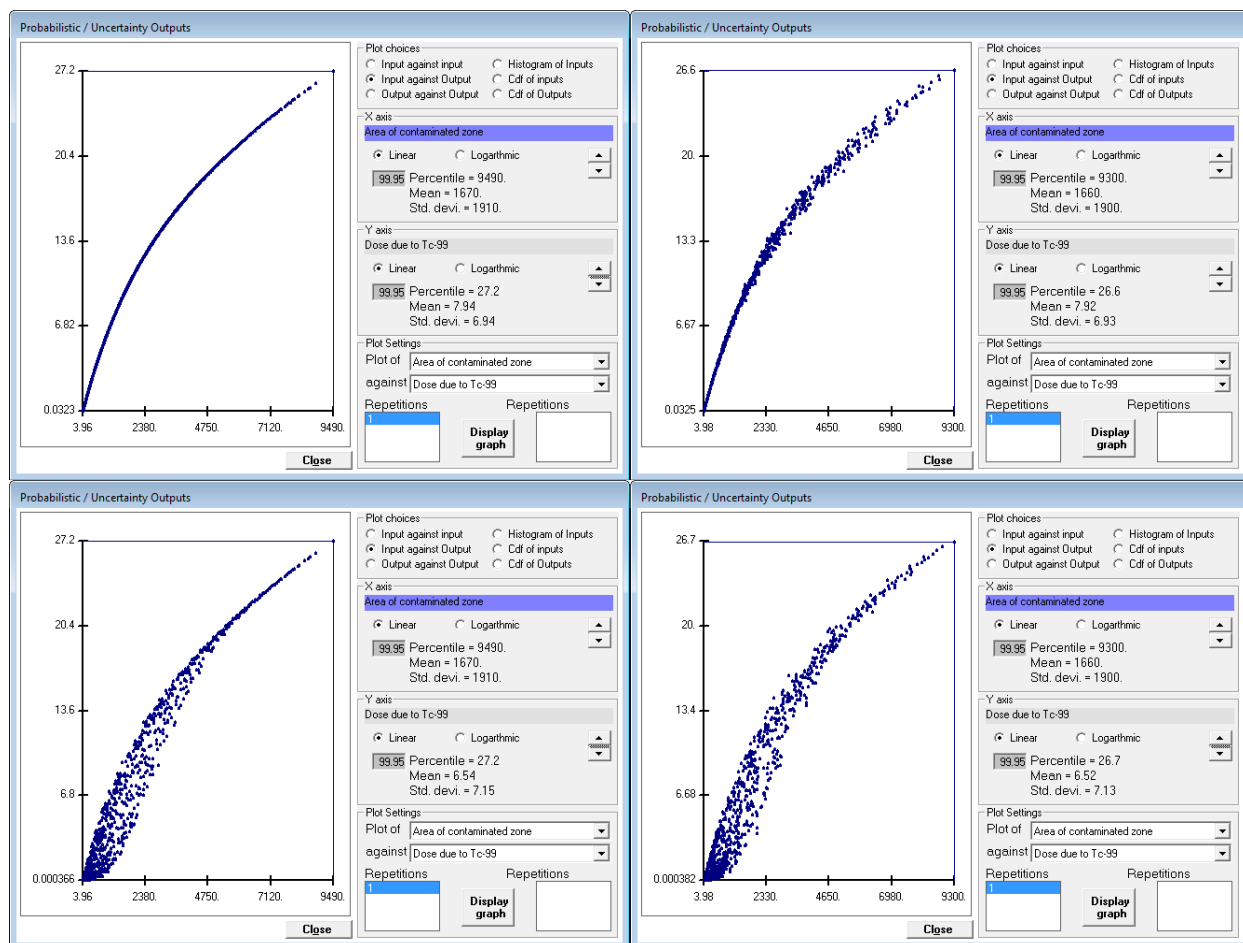 Probabilistic / Uncertainty Outputs
27.2
20.4
13.6
6.82
0.0323
3.96 2380. 4750. 7120. 9490.
Plot choices
Input against input Histogram of Inputs
Input against Output Cdf of inputs
Output against Output Cdf of Outputs
X axis
Area of contaminated zone
Linear Logarithmic
99.95 Percentile = 9490.
Mean = 1670.
Std. devi. = 1910.
Y axis
Dose due to Tc-99
Linear Logarithmic
99.95 Percentile = 27.2
Mean = 7.94
Std. devi. = 6.94
Plot Settings
Plot of Area of contaminated zone
against Dose due to Tc-99
Repetitions Repetitions
1
Display
graph
Close
Probabilistic / Uncertainty Outputs
26.6
20.
13.3
6.67
0.0325
3.98 2330. 4650. 6980. 9300.
Plot choices
Input against input Histogram of Inputs
Input against Output Cdf of inputs
Output against Output Cdf of Outputs
X axis
Area of contaminated zone
Linear Logarithmic
99.95 Percentile = 9300.
Mean = 1660.
Std. devi. = 1900.
Y axis
Dose due to Tc-99
Linear Logarithmic
99.95 Percentile = 26.6
Mean = 7.92
Std. devi. = 6.93
Plot Settings
Plot of Area of contaminated zone
against Dose due to Tc-99
Repetitions Repetitions
1
Display
graph
Close
Probabilistic / Uncertainty Outputs
27.2
20.4
13.6
6.8
0.000366
3.96 2380. 4750. 7120. 9490.
Plot choices
Input against input Histogram of Inputs
Input against Output Cdf of inputs
Output against Output Cdf of Outputs
X axis
Area of contaminated zone
Linear Logarithmic
99.95 Percentile = 9490.
Mean = 1670.
Std. devi. = 1910.
Y axis
Dose due to Tc-99
Linear Logarithmic
99.95 Percentile = 27.2
Mean = 6.54
Std. devi. = 7.15
Plot Settings
Plot of Area of contaminated zone
against Dose due to Tc-99
Repetitions Repetitions
1
Display
graph
Close
Probabilistic / Uncertainty Outputs
26.7
20.
13.4
6.68
0.000382
3.98 2330. 4650. 6980. 9300.
Plot choices
Input against input Histogram of Inputs
Input against Output Cdf of inputs
Output against Output Cdf of Outputs
X axis
Area of contaminated zone
Linear Logarithmic
99.95 Percentile = 9300.
Mean = 1660.
Std. devi. = 1900.
Y axis
Dose due to Tc-99
Linear Logarithmic
99.95 Percentile = 26.7
Mean = 6.52
Std. devi. = 7.13
Plot Settings
Plot of Area of contaminated zone
against Dose due to Tc-99
Repetitions Repetitions
1
Display
graph
Close